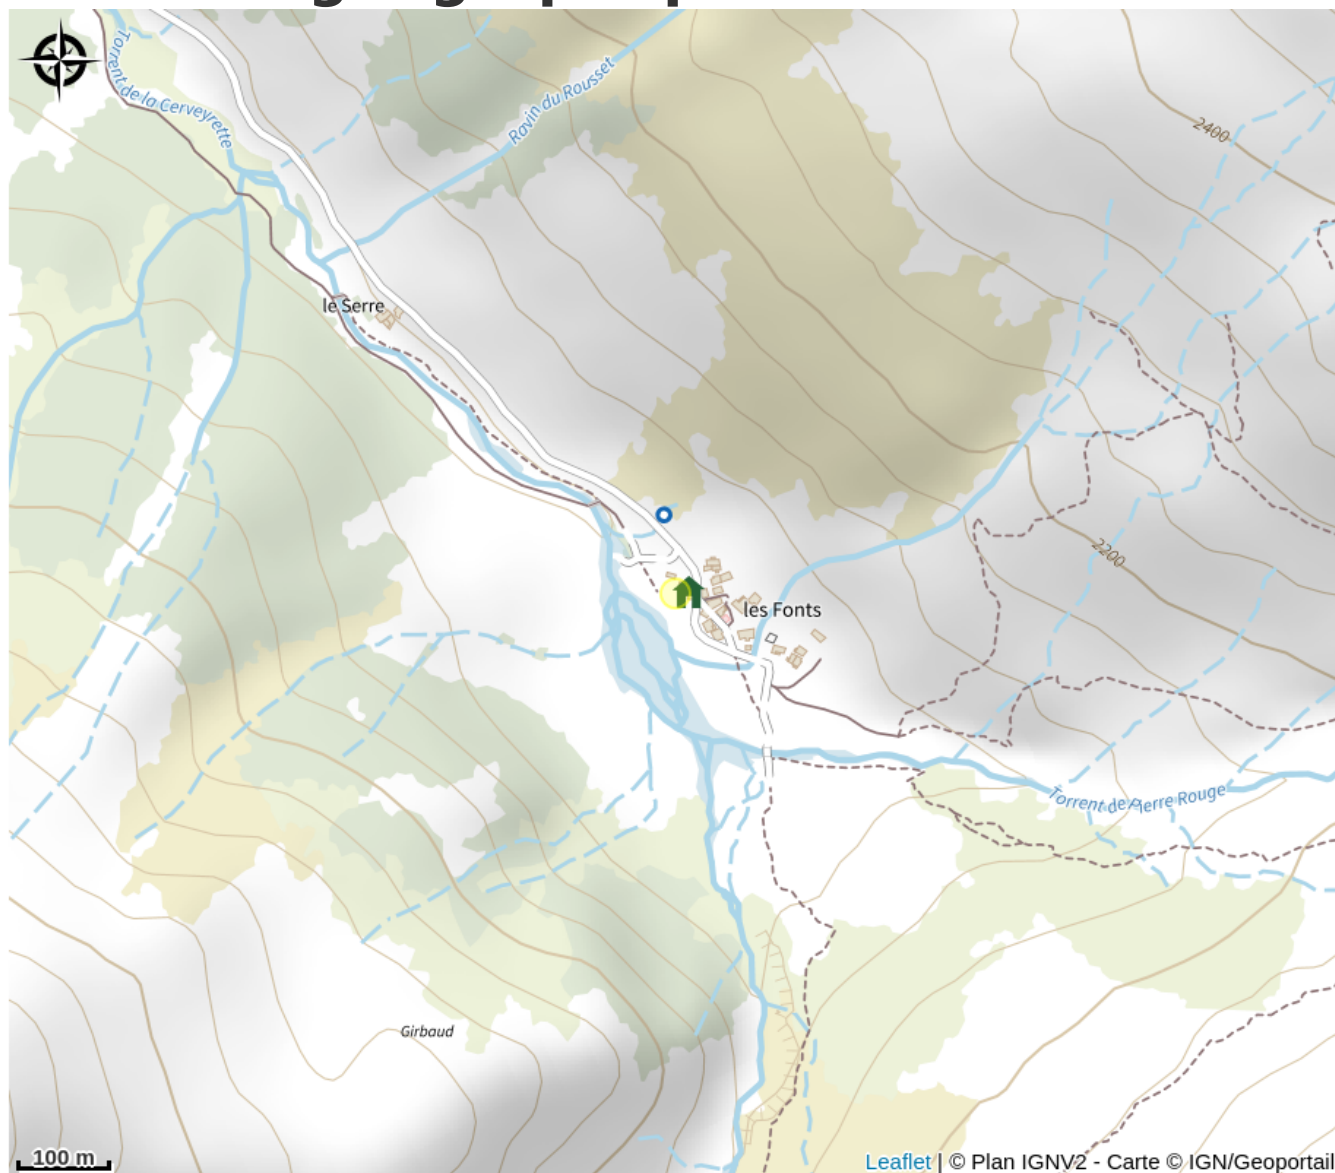 Torrent de la Cerveyrette
Ravin du Rousset
2400
le Serre
2200
les Fonts
Torrent de Pierre Rouge
Girbaud
100 m
Leaflet | © Plan IGNV2 - Carte © IGN/Geoportail